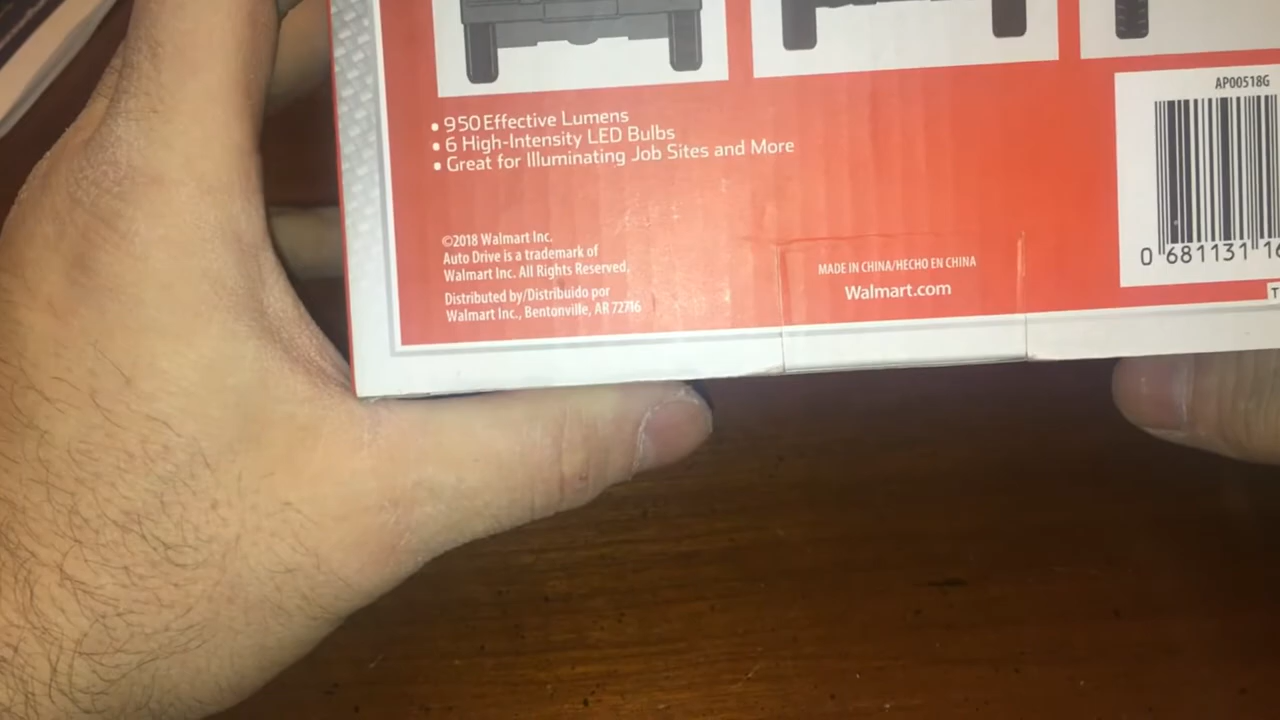 AP00518G
• 950 Effective Lumens
• 6 High-Intensity LED Bulbs
• Great for Illuminating Job Sites and More
©2018 Walmart Inc.
Auto Drive is a trademark of
Walmart Inc. All Rights Reserved.
Distributed by/Distribuido por
Walmart Inc., Bentonville, AR 72716
MADE IN CHINA/HECHO EN CHINA
Walmart.com
0 681131 16
T